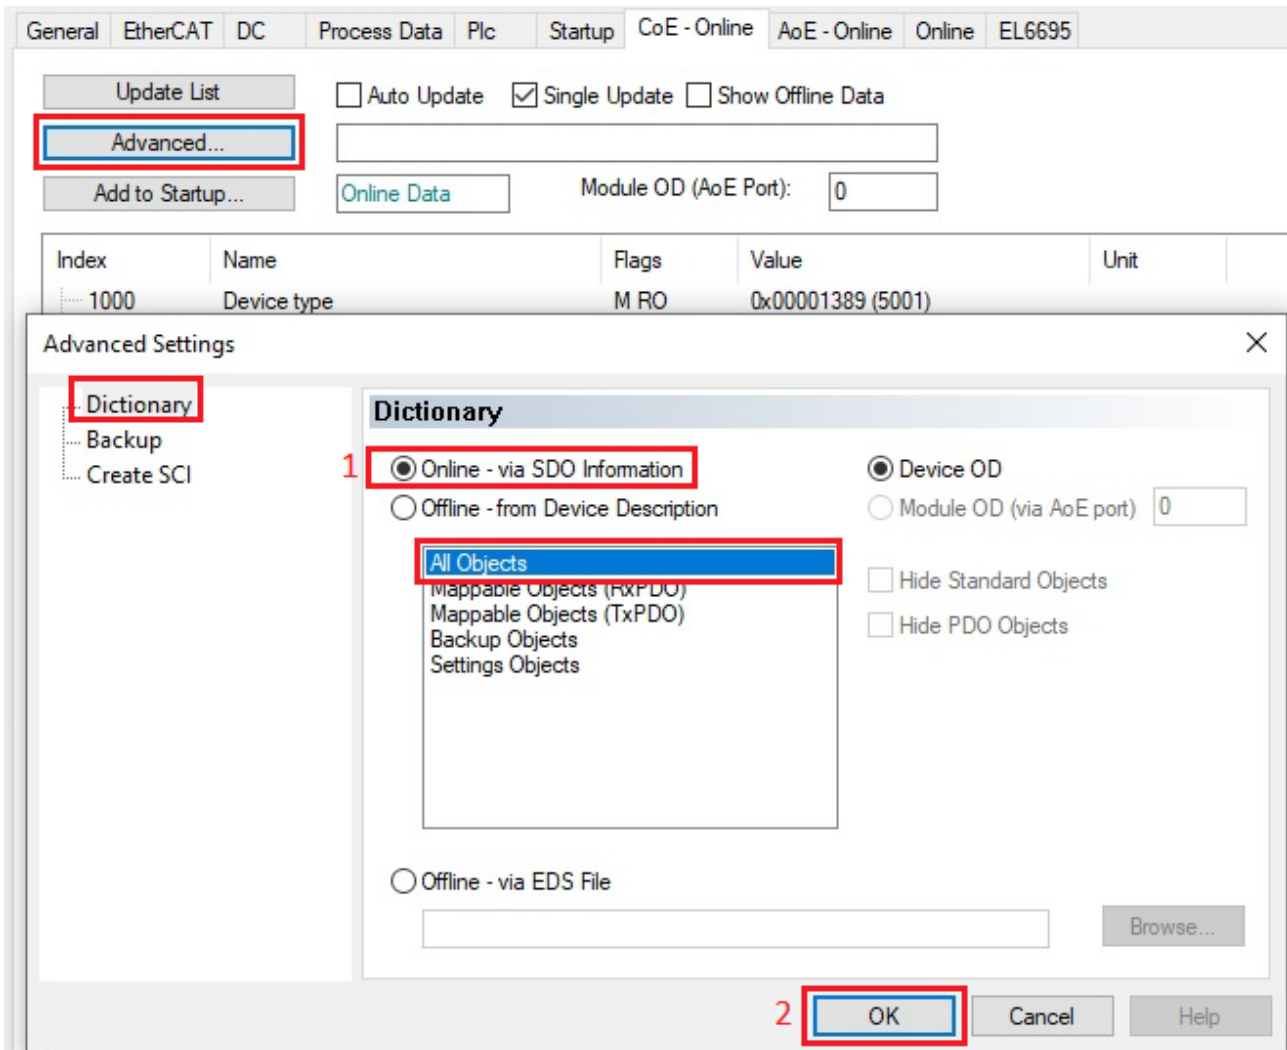 General EtherCAT DC Process Data Plc Startup CoE - Online AoE - Online Online EL6695
Update List Auto Update Single Update Show Offline Data
Advanced...
Add to Startup... Online Data Module OD (AoE Port): 0
Index Name Flags Value Unit
1000 Device type M RO 0x00001389 (5001)
Advanced Settings
Dictionary
Backup
Create SCI
Dictionary
1 Online - via SDO Information Device OD
Offline - from Device Description Module OD (via AoE port) 0
All Objects
Mappable Objects (RxPDO) Hide Standard Objects
Mappable Objects (TxPDO) Hide PDO Objects
Backup Objects
Settings Objects
Offline - via EDS File
Browse...
2 OK Cancel Help